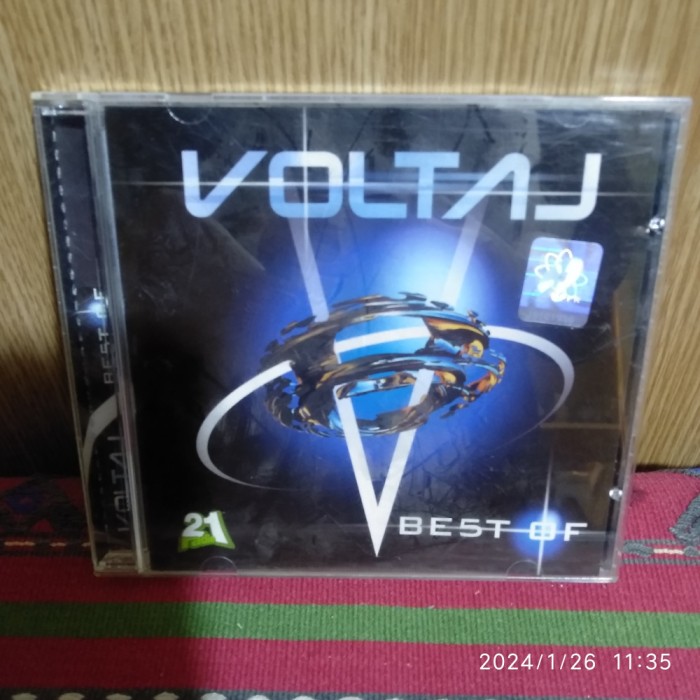 VOLTAJ
BEST OF
VOLTAJ
BEST OF
21
2024/1/26 11:35